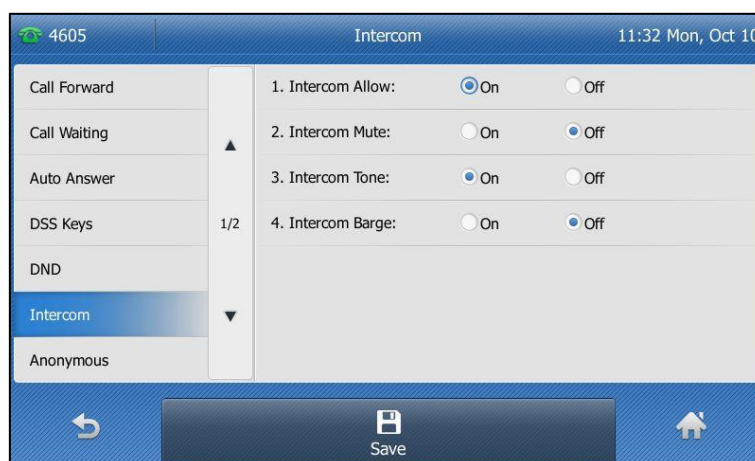 4605 Intercom 11:32 Mon, Oct 10
Call Forward
Call Waiting
Auto Answer
DSS Keys
DND
Intercom
Anonymous
1/2
1. Intercom Allow: On Off
2. Intercom Mute: On Off
3. Intercom Tone: On Off
4. Intercom Barge: On Off
Save